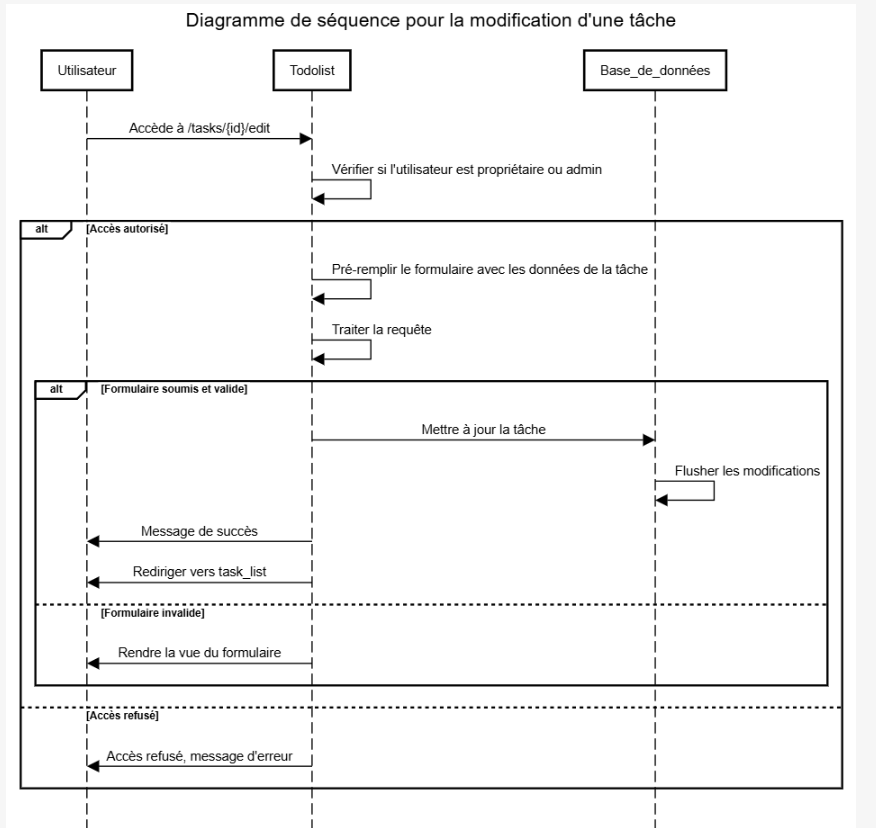 Diagramme de séquence pour la modification d'une tâche
Utilisateur
Todolist
Base_de_données
Accède à /tasks/{id}/edit
Vérifier si l'utilisateur est propriétaire ou admin
alt
[Accès autorisé]
Pré-remplir le formulaire avec les données de la tâche
Traiter la requête
alt
[Formulaire soumis et valide]
Mettre à jour la tâche
Flusher les modifications
Message de succès
Rediriger vers task_list
[Formulaire invalide]
Rendre la vue du formulaire
[Accès refusé]
Accès refusé, message d'erreur